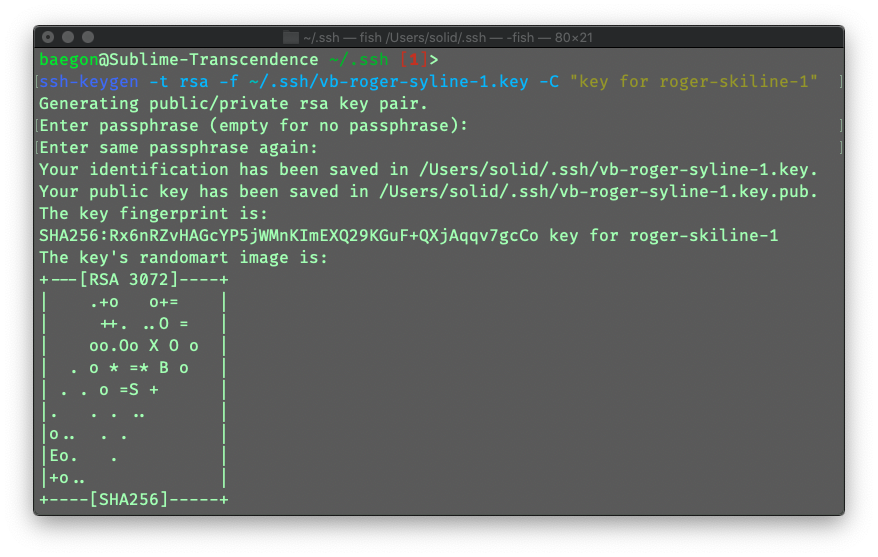 ~/.ssh — fish /Users/solid/.ssh — -fish — 80×21
baegon@Sublime-Transcendence ~/.ssh [1]>
ssh-keygen -t rsa -f ~/.ssh/vb-roger-syline-1.key -C "key for roger-skiline-1"
Generating public/private rsa key pair.
Enter passphrase (empty for no passphrase):
Enter same passphrase again:
Your identification has been saved in /Users/solid/.ssh/vb-roger-syline-1.key.
Your public key has been saved in /Users/solid/.ssh/vb-roger-syline-1.key.pub.
The key fingerprint is:
SHA256:Rx6nRZvHAGcYP5jWMnKImEXQ29KGuF+QXjAqqv7gcCo key for roger-skiline-1
The key's randomart image is:
+---[RSA 3072]----+
|    .+o   o+=    |
|     ++. ..O =   |
|    oo.Oo X O o  |
|  . o * =* B o   |
| . . o =S +      |
|.   . . ..       |
|o..  . .         |
|Eo.   .          |
|+o..             |
+----[SHA256]-----+